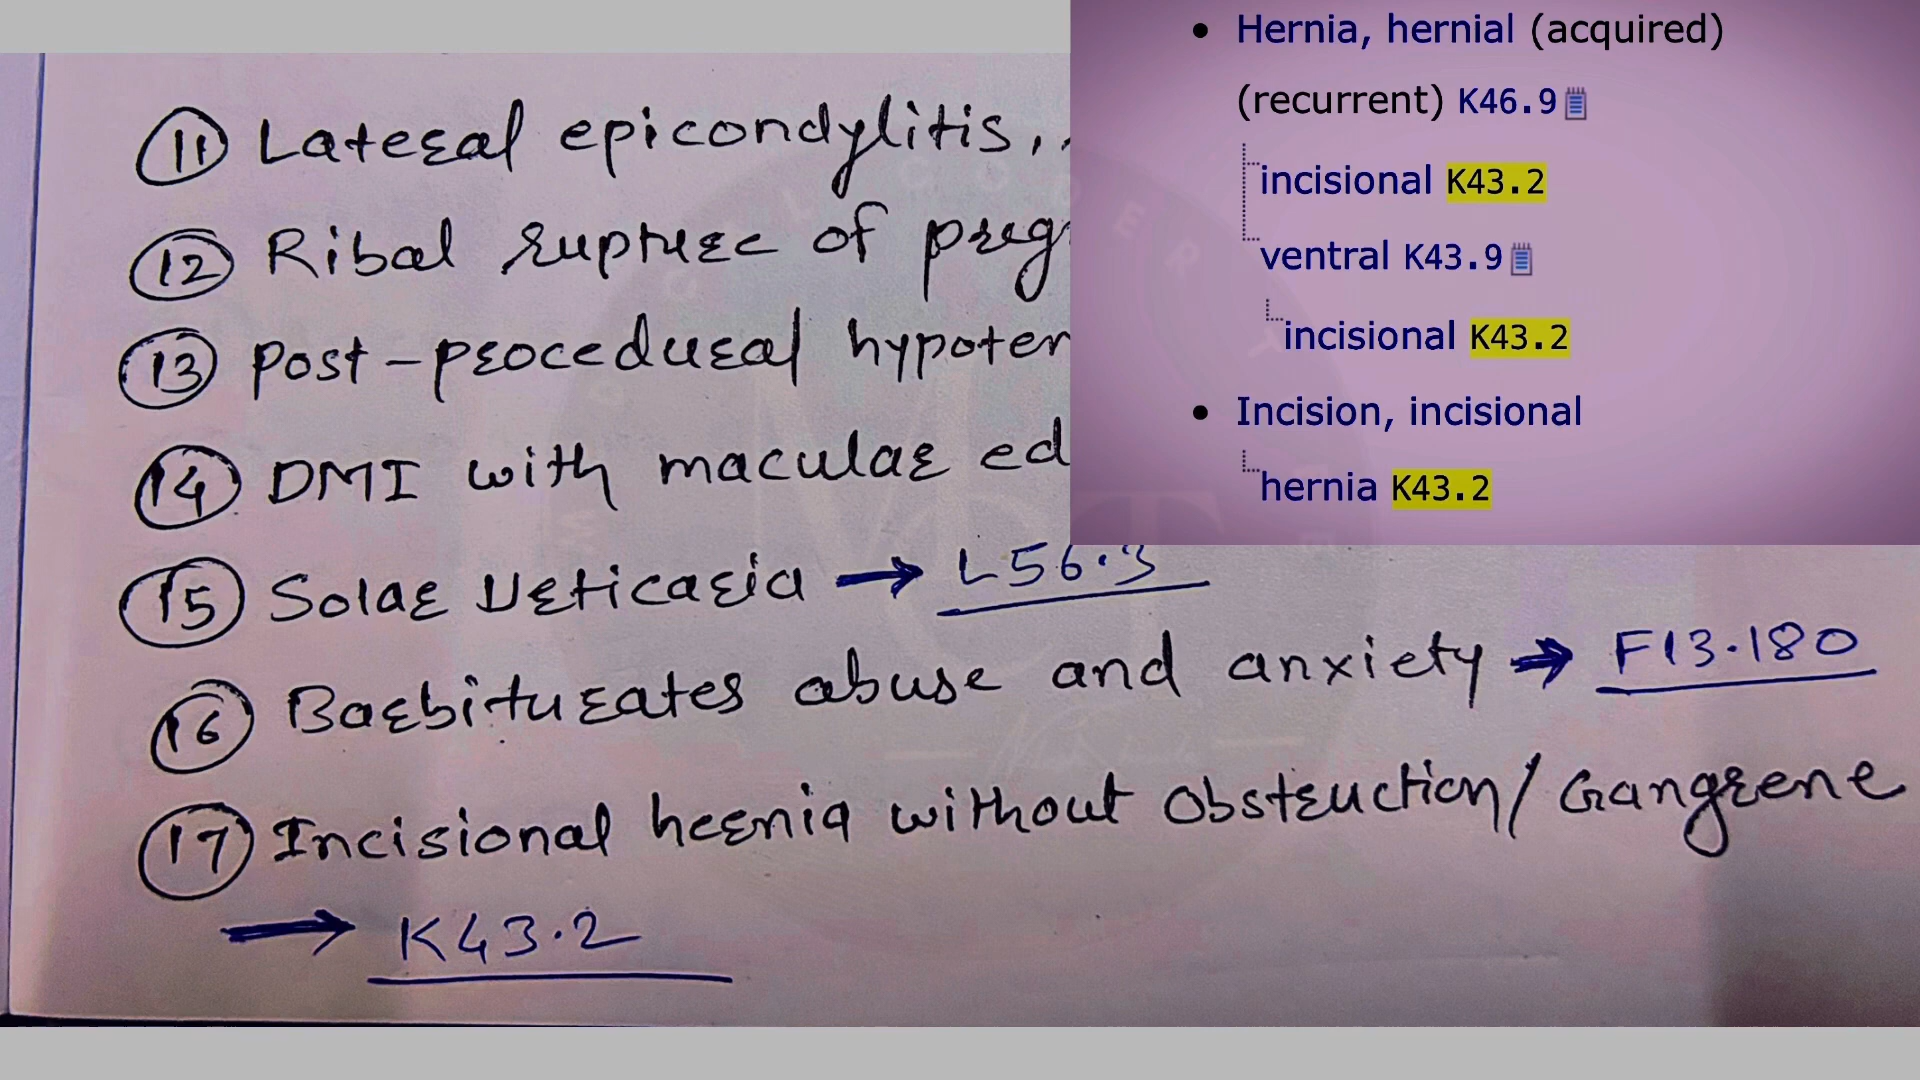 11 Lateral epicondylitis,
12 Tubal rupture of preg
13 Post-procedural hypoten
14 DMI with macular ed
15 Solar Urticaria → L56.3
16 Barbiturates abuse and anxiety → F13.180
17 Incisional hernia without obstruction/Gangrene
→ K43.2
• Hernia, hernial (acquired)
(recurrent) K46.9
incisional K43.2
ventral K43.9
incisional K43.2
• Incision, incisional
hernia K43.2